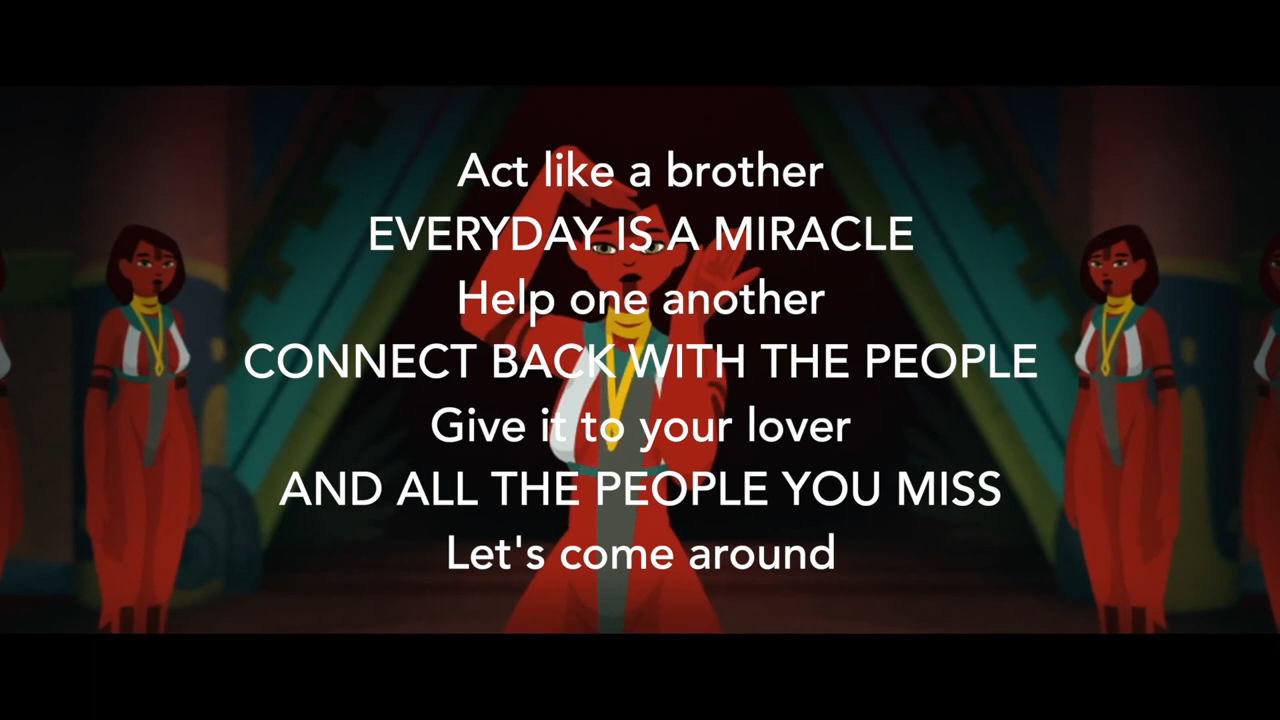 Act like a brother
EVERYDAY IS A MIRACLE
Help one another
CONNECT BACK WITH THE PEOPLE
Give it to your lover
AND ALL THE PEOPLE YOU MISS
Let's come around